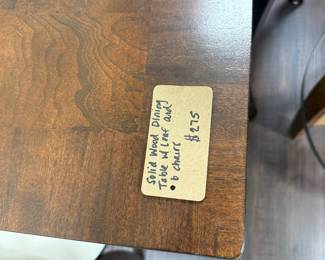 Solid Wood Dining
Table w leaf and
• 6 chairs
$275